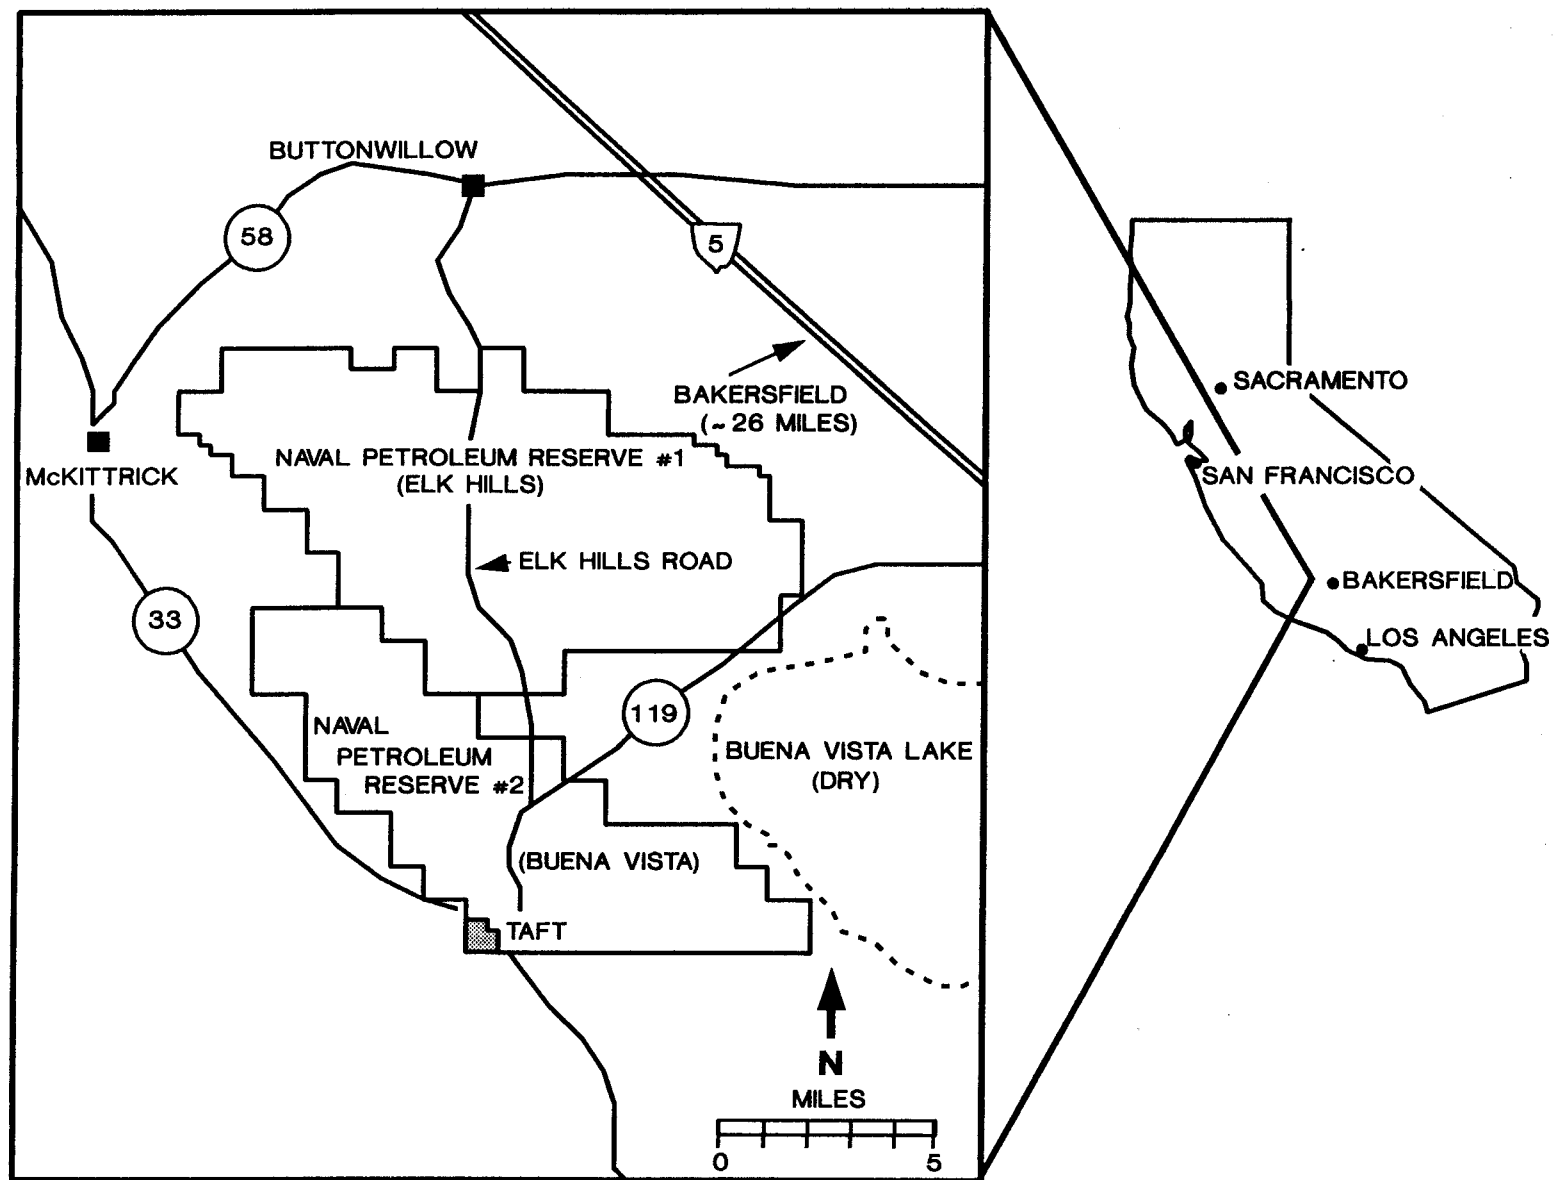 BUTTONWILLOW
58
5
BAKERSFIELD
(~ 26 MILES)
McKITTRICK
NAVAL PETROLEUM RESERVE #1
(ELK HILLS)
ELK HILLS ROAD
33
119
NAVAL
PETROLEUM
RESERVE #2
(BUENA VISTA)
BUENA VISTA LAKE
(DRY)
TAFT
N
MILES
0 5
SACRAMENTO
SAN FRANCISCO
BAKERSFIELD
LOS ANGELES